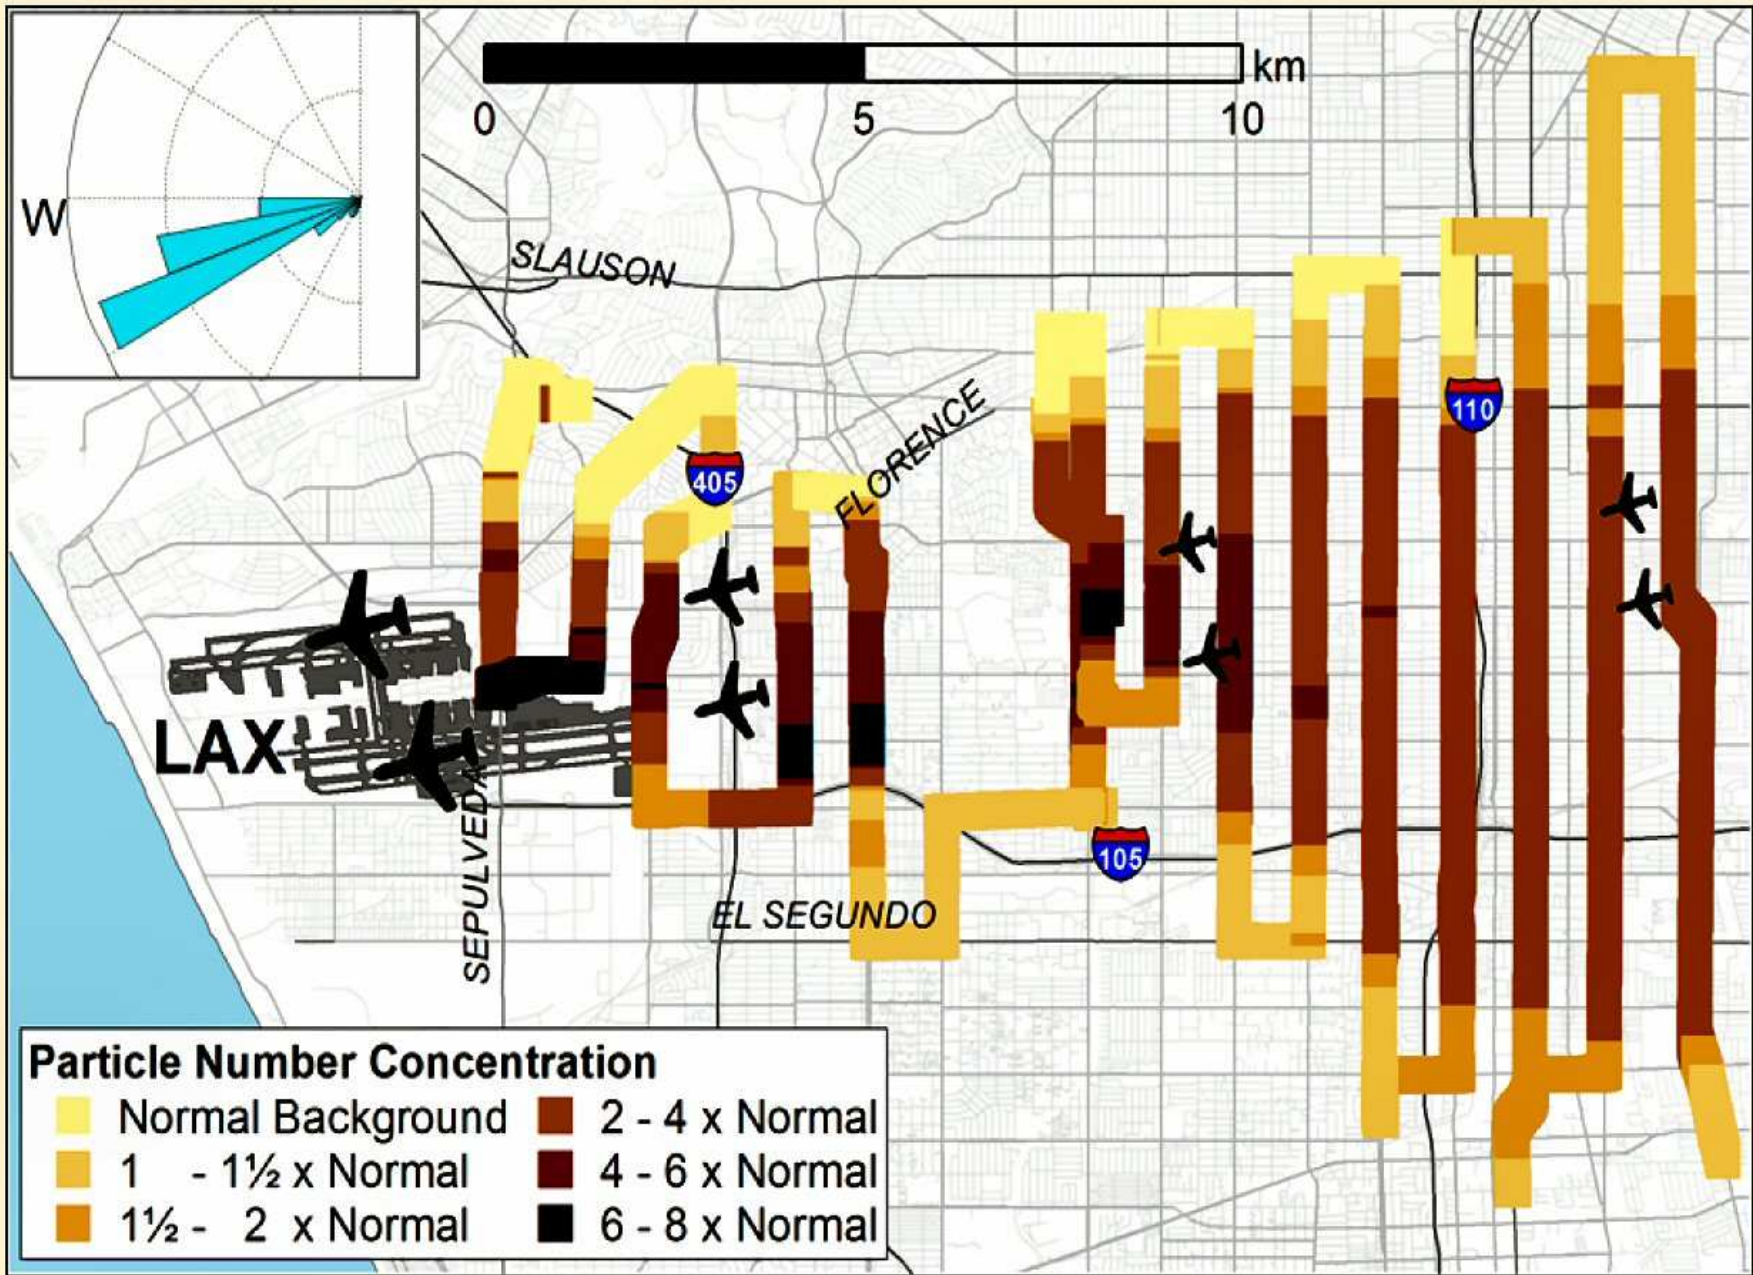 W
km
0 5 10
SLAUSON
FLORENCE
405
110
LAX
SEPULVEDA
105
EL SEGUNDO
Particle Number Concentration
Normal Background
1 - 1½ x Normal
1½ - 2 x Normal
2 - 4 x Normal
4 - 6 x Normal
6 - 8 x Normal